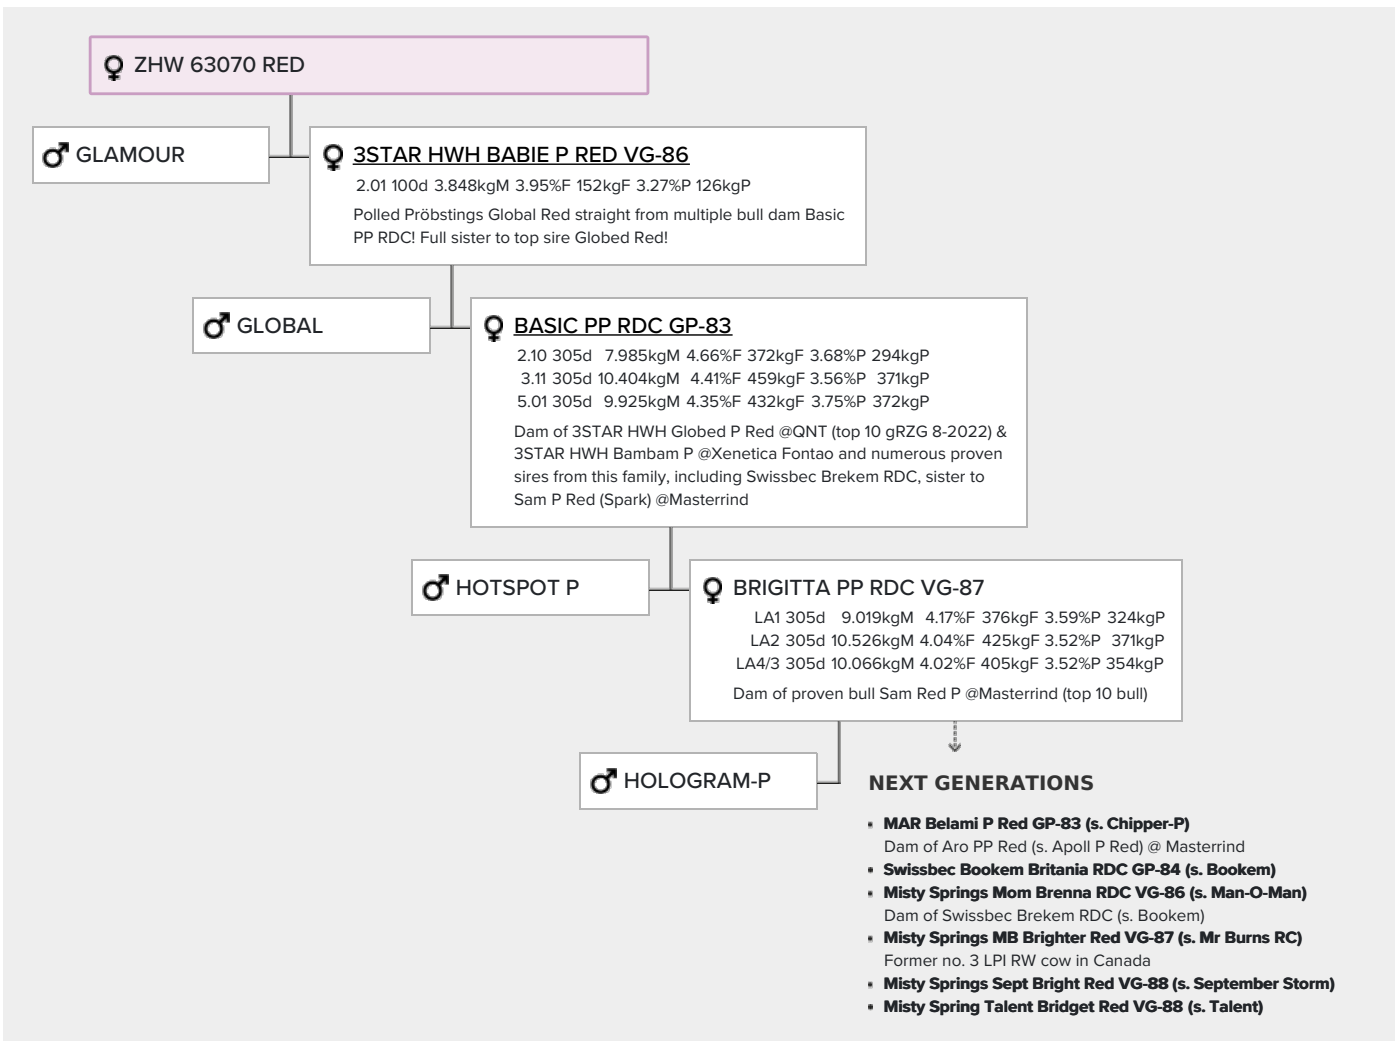 ZHW 63070 RED
GLAMOUR
3STAR HWH BABIE P RED VG-86
2.01 100d 3.848kgM 3.95%F 152kgF 3.27%P 126kgP
Polled Pröbstings Global Red straight from multiple bull dam Basic
PP RDC! Full sister to top sire Globed Red!
GLOBAL
BASIC PP RDC GP-83
2.10 305d 7.985kgM 4.66%F 372kgF 3.68%P 294kgP
3.11 305d 10.404kgM 4.41%F 459kgF 3.56%P 371kgP
5.01 305d 9.925kgM 4.35%F 432kgF 3.75%P 372kgP
Dam of 3STAR HWH Globed P Red @QNT (top 10 gRZG 8-2022) &
3STAR HWH Bambam P @Xenetica Fontao and numerous proven
sires from this family, including Swissbec Brekem RDC, sister to
Sam P Red (Spark) @Masterrind
HOTSPOT P
BRIGITTA PP RDC VG-87
LA1 305d 9.019kgM 4.17%F 376kgF 3.59%P 324kgP
LA2 305d 10.526kgM 4.04%F 425kgF 3.52%P 371kgP
LA4/3 305d 10.066kgM 4.02%F 405kgF 3.52%P 354kgP
Dam of proven bull Sam Red P @Masterrind (top 10 bull)
HOLOGRAM-P
NEXT GENERATIONS
MAR Belami P Red GP-83 (s. Chipper-P)
Dam of Aro PP Red (s. Apoll P Red) @ Masterrind
Swissbec Bookem Britania RDC GP-84 (s. Bookem)
Misty Springs Mom Brenna RDC VG-86 (s. Man-O-Man)
Dam of Swissbec Brekem RDC (s. Bookem)
Misty Springs MB Brighter Red VG-87 (s. Mr Burns RC)
Former no. 3 LPI RW cow in Canada
Misty Springs Sept Bright Red VG-88 (s. September Storm)
Misty Spring Talent Bridget Red VG-88 (s. Talent)